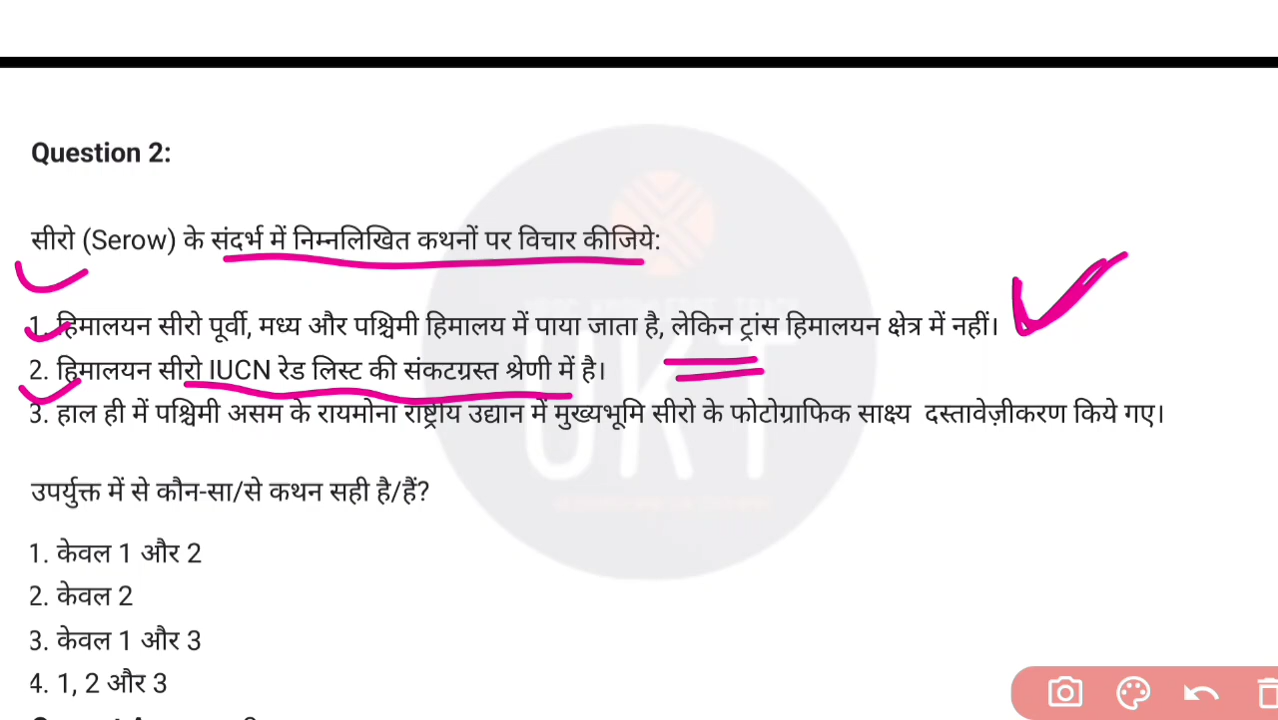 Question 2:
सीरो (Serow) के संदर्भ में निम्नलिखित कथनों पर विचार कीजिये:
1. हिमालयन सीरो पूर्वी, मध्य और पश्चिमी हिमालय में पाया जाता है, लेकिन ट्रांस हिमालयन क्षेत्र में नहीं।
2. हिमालयन सीरो IUCN रेड लिस्ट की संकटग्रस्त श्रेणी में है।
3. हाल ही में पश्चिमी असम के रायमोना राष्ट्रीय उद्यान में मुख्यभूमि सीरो के फोटोग्राफिक साक्ष्य दस्तावेज़ीकरण किये गए।
उपर्युक्त में से कौन-सा/से कथन सही है/हैं?
1. केवल 1 और 2
2. केवल 2
3. केवल 1 और 3
4. 1, 2 और 3
UKT